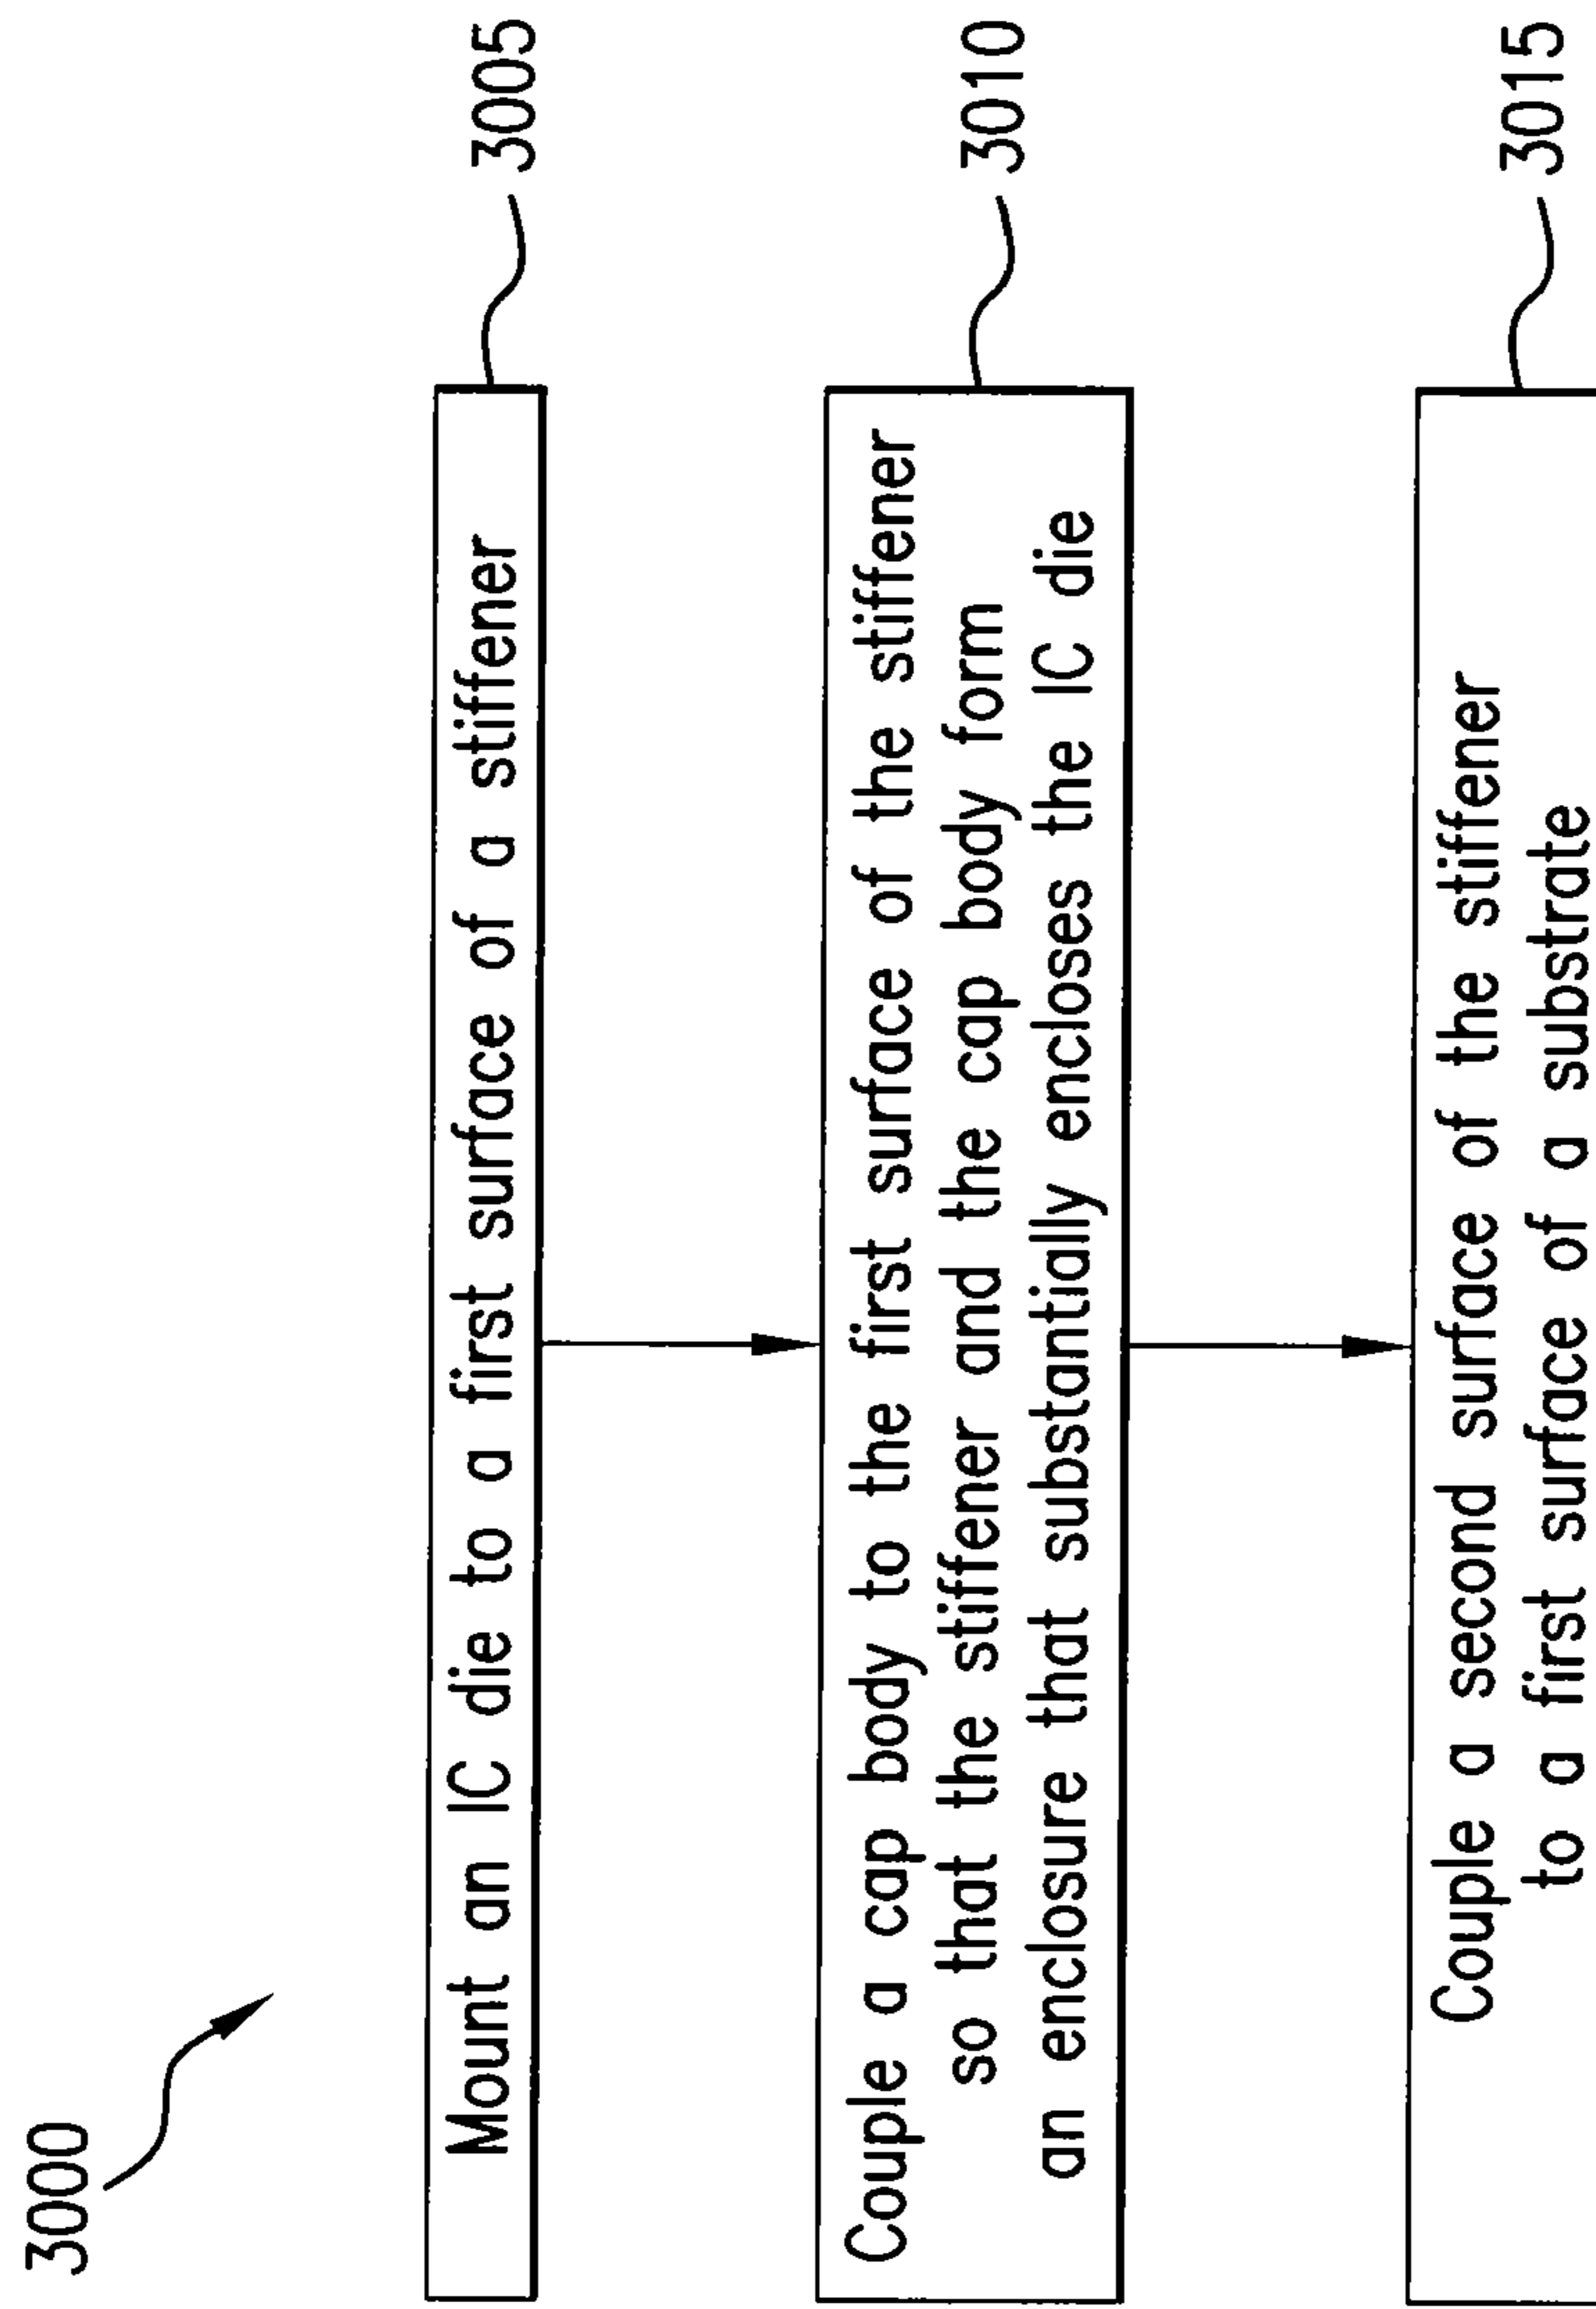 3000
Mount an IC die to a first surface of a stiffener
3005
Couple a cap body to the first surface of the stiffener
so that the stiffener and the cap body form
an enclosure that substantially encloses the IC die
3010
Couple a second surface of the stiffener
to a first surface of a substrate
3015